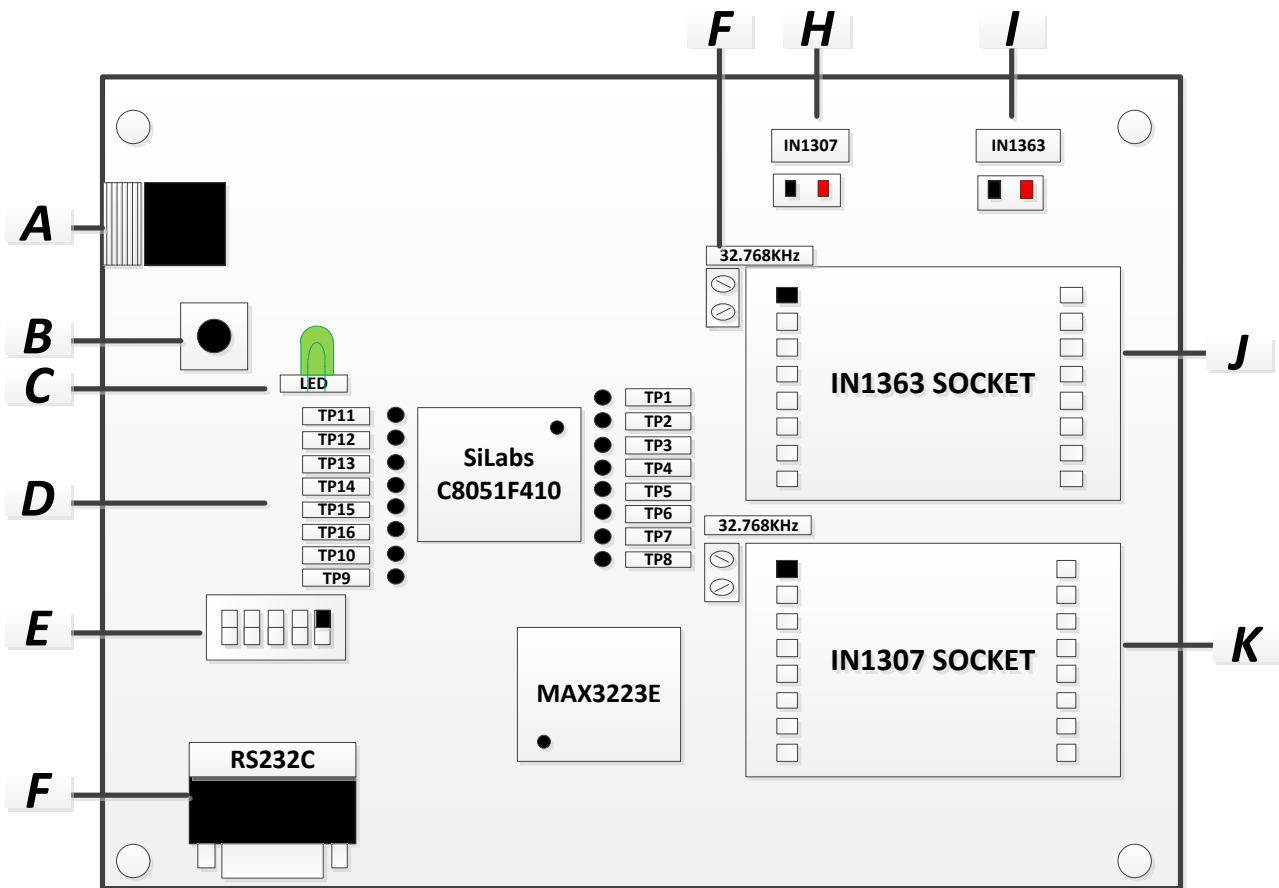 F H I
IN1307 IN1363
A
32.768KHz
B
J
C
LED
IN1363 SOCKET
TP11
TP12
TP13
TP14
TP15
TP16
TP10
TP9
SiLabs
C8051F410
TP1
TP2
TP3
TP4
TP5
TP6
TP7
TP8
D
32.768KHz
E
K
IN1307 SOCKET
MAX3223E
RS232C
F